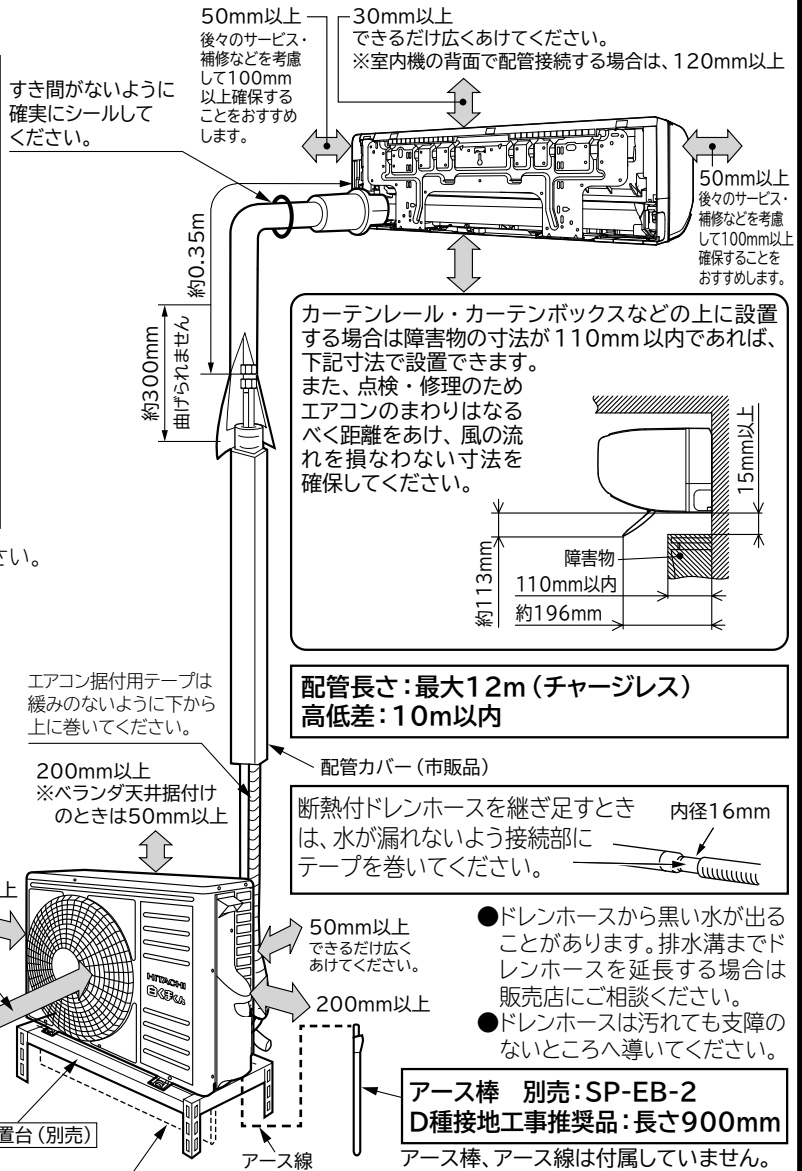 50mm以上
後々のサービス・
補修などを考慮
して100mm
以上確保する
ことをおすすめ
します。
30mm以上
できるだけ広くあけてください。
※室内機の背面で配管接続する場合は、120mm以上
すき間がないように
確実にシールして
ください。
50mm以上
後々のサービス・
補修などを考慮
して100mm以上
確保することを
おすすめします。
約0.35m
約300mm
曲げられません
カーテンレール・カーテンボックスなどの上に設置
する場合は障害物の寸法が110mm以内であれば、
下記寸法で設置できます。
また、点検・修理のため
エアコンのまわりはなる
べく距離をあけ、風の流
れを損なわない寸法を
確保してください。
15mm以上
約113mm
障害物
110mm以内
約196mm
さい。
エアコン据付用テープは
緩みのないように下から
上に巻いてください。
配管長さ：最大12m（チャージレス）
高低差：10m以内
配管カバー（市販品）
200mm以上
※ベランダ天井据付け
のときは50mm以上
断熱付ドレンホースを継ぎ足すとき
は、水が漏れないよう接続部に
テープを巻いてください。
内径16mm
上
50mm以上
できるだけ広く
あけてください。
200mm以上
HITACHI
白くまくん
●ドレンホースから黒い水が出る
ことがあります。排水溝までド
レンホースを延長する場合は
販売店にご相談ください。
●ドレンホースは汚れても支障の
ないところへ導いてください。
アース棒　別売：SP-EB-2
D種接地工事推奨品：長さ900mm
置台（別売）
アース線
アース棒、アース線は付属していません。